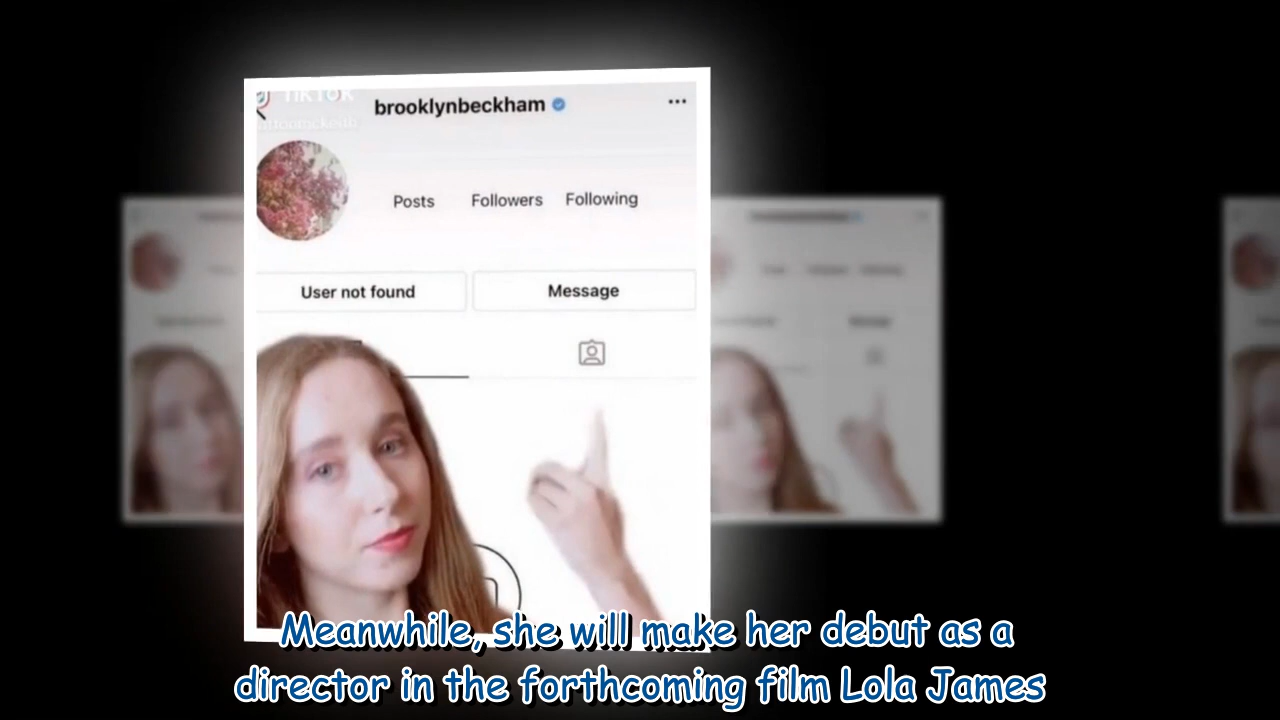 TIKTOK
brooklynbeckham
Posts Followers Following
User not found Message
Meanwhile, she will make her debut as a
director in the forthcoming film Lola James